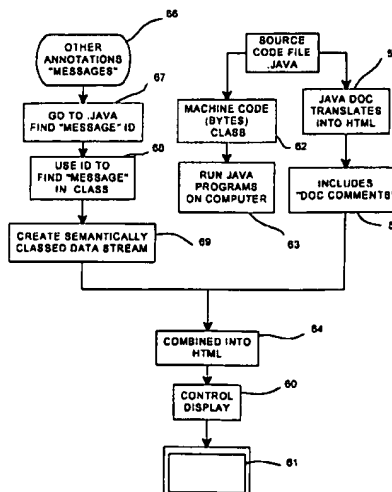 66
OTHER
ANNOTATIONS
"MESSAGES"
67
GO TO .JAVA
FIND "MESSAGE" ID
68
USE ID TO
FIND "MESSAGE"
IN CLASS
CREATE SEMANTICALLY
CLASSED DATA STREAM
69
SOURCE
CODE FILE
.JAVA
MACHINE CODE
(BYTES)
CLASS
62
RUN JAVA
PROGRAMS
ON COMPUTER
63
JAVA DOC
TRANSLATES
INTO HTML
INCLUDES
"DOC COMMENTS"
COMBINED INTO
HTML
64
CONTROL
DISPLAY
60
61